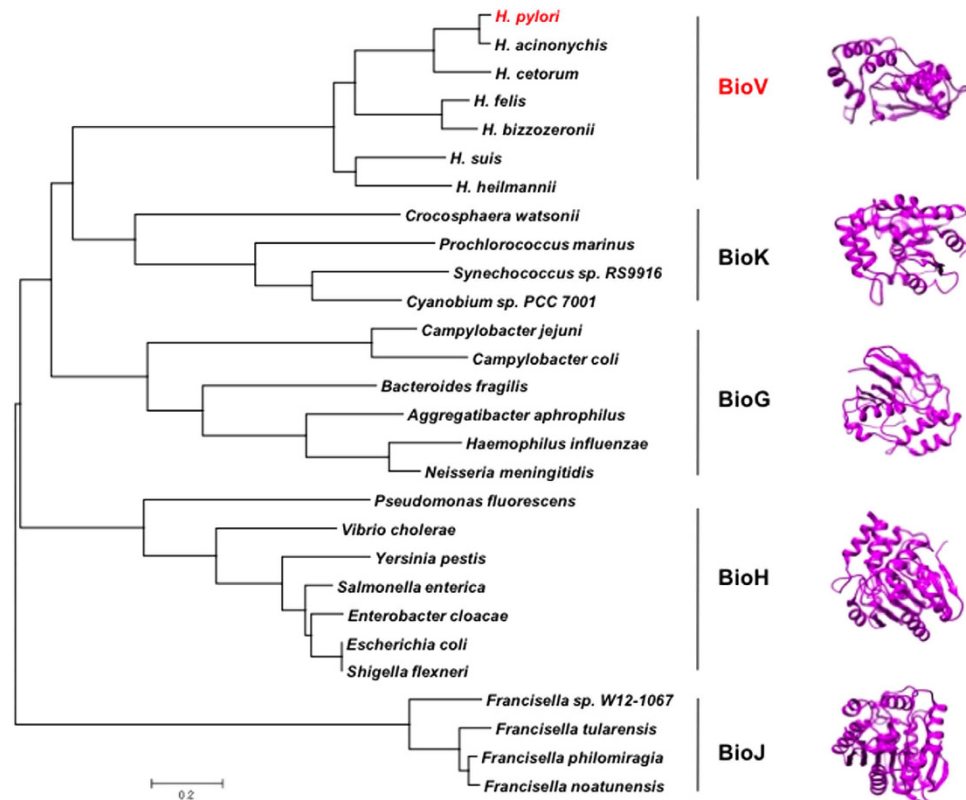 H. pylori
H. acinonychis
H. cetorum
BioV
H. felis
H. bizzozeronii
H. suis
H. heilmannii
Crocosphaera watsonii
Prochlorococcus marinus
BioK
Synechococcus sp. RS9916
Cyanobium sp. PCC 7001
Campylobacter jejuni
Campylobacter coli
Bacteroides fragilis
BioG
Aggregatibacter aphrophilus
Haemophilus influenzae
Neisseria meningitidis
Pseudomonas fluorescens
Vibrio cholerae
Yersinia pestis
BioH
Salmonella enterica
Enterobacter cloacae
Escherichia coli
Shigella flexneri
Francisella sp. W12-1067
Francisella tularensis
BioJ
Francisella philomiragia
Francisella noatunensis
0.2